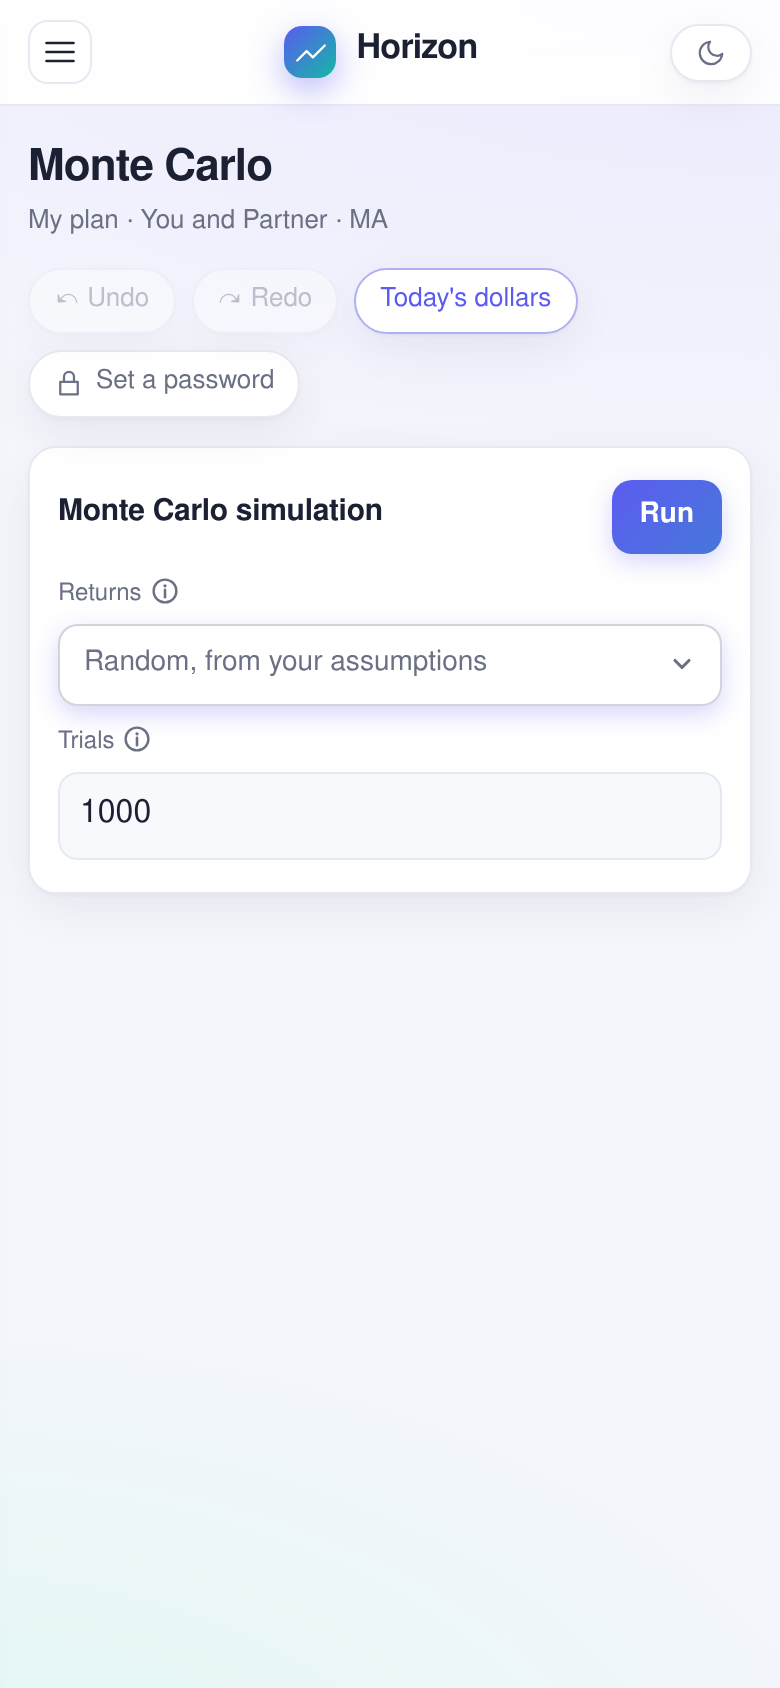 Horizon
Monte Carlo
My plan · You and Partner · MA
Undo
Redo
Today's dollars
Set a password
Monte Carlo simulation
Run
Returns
Random, from your assumptions
Trials
1000